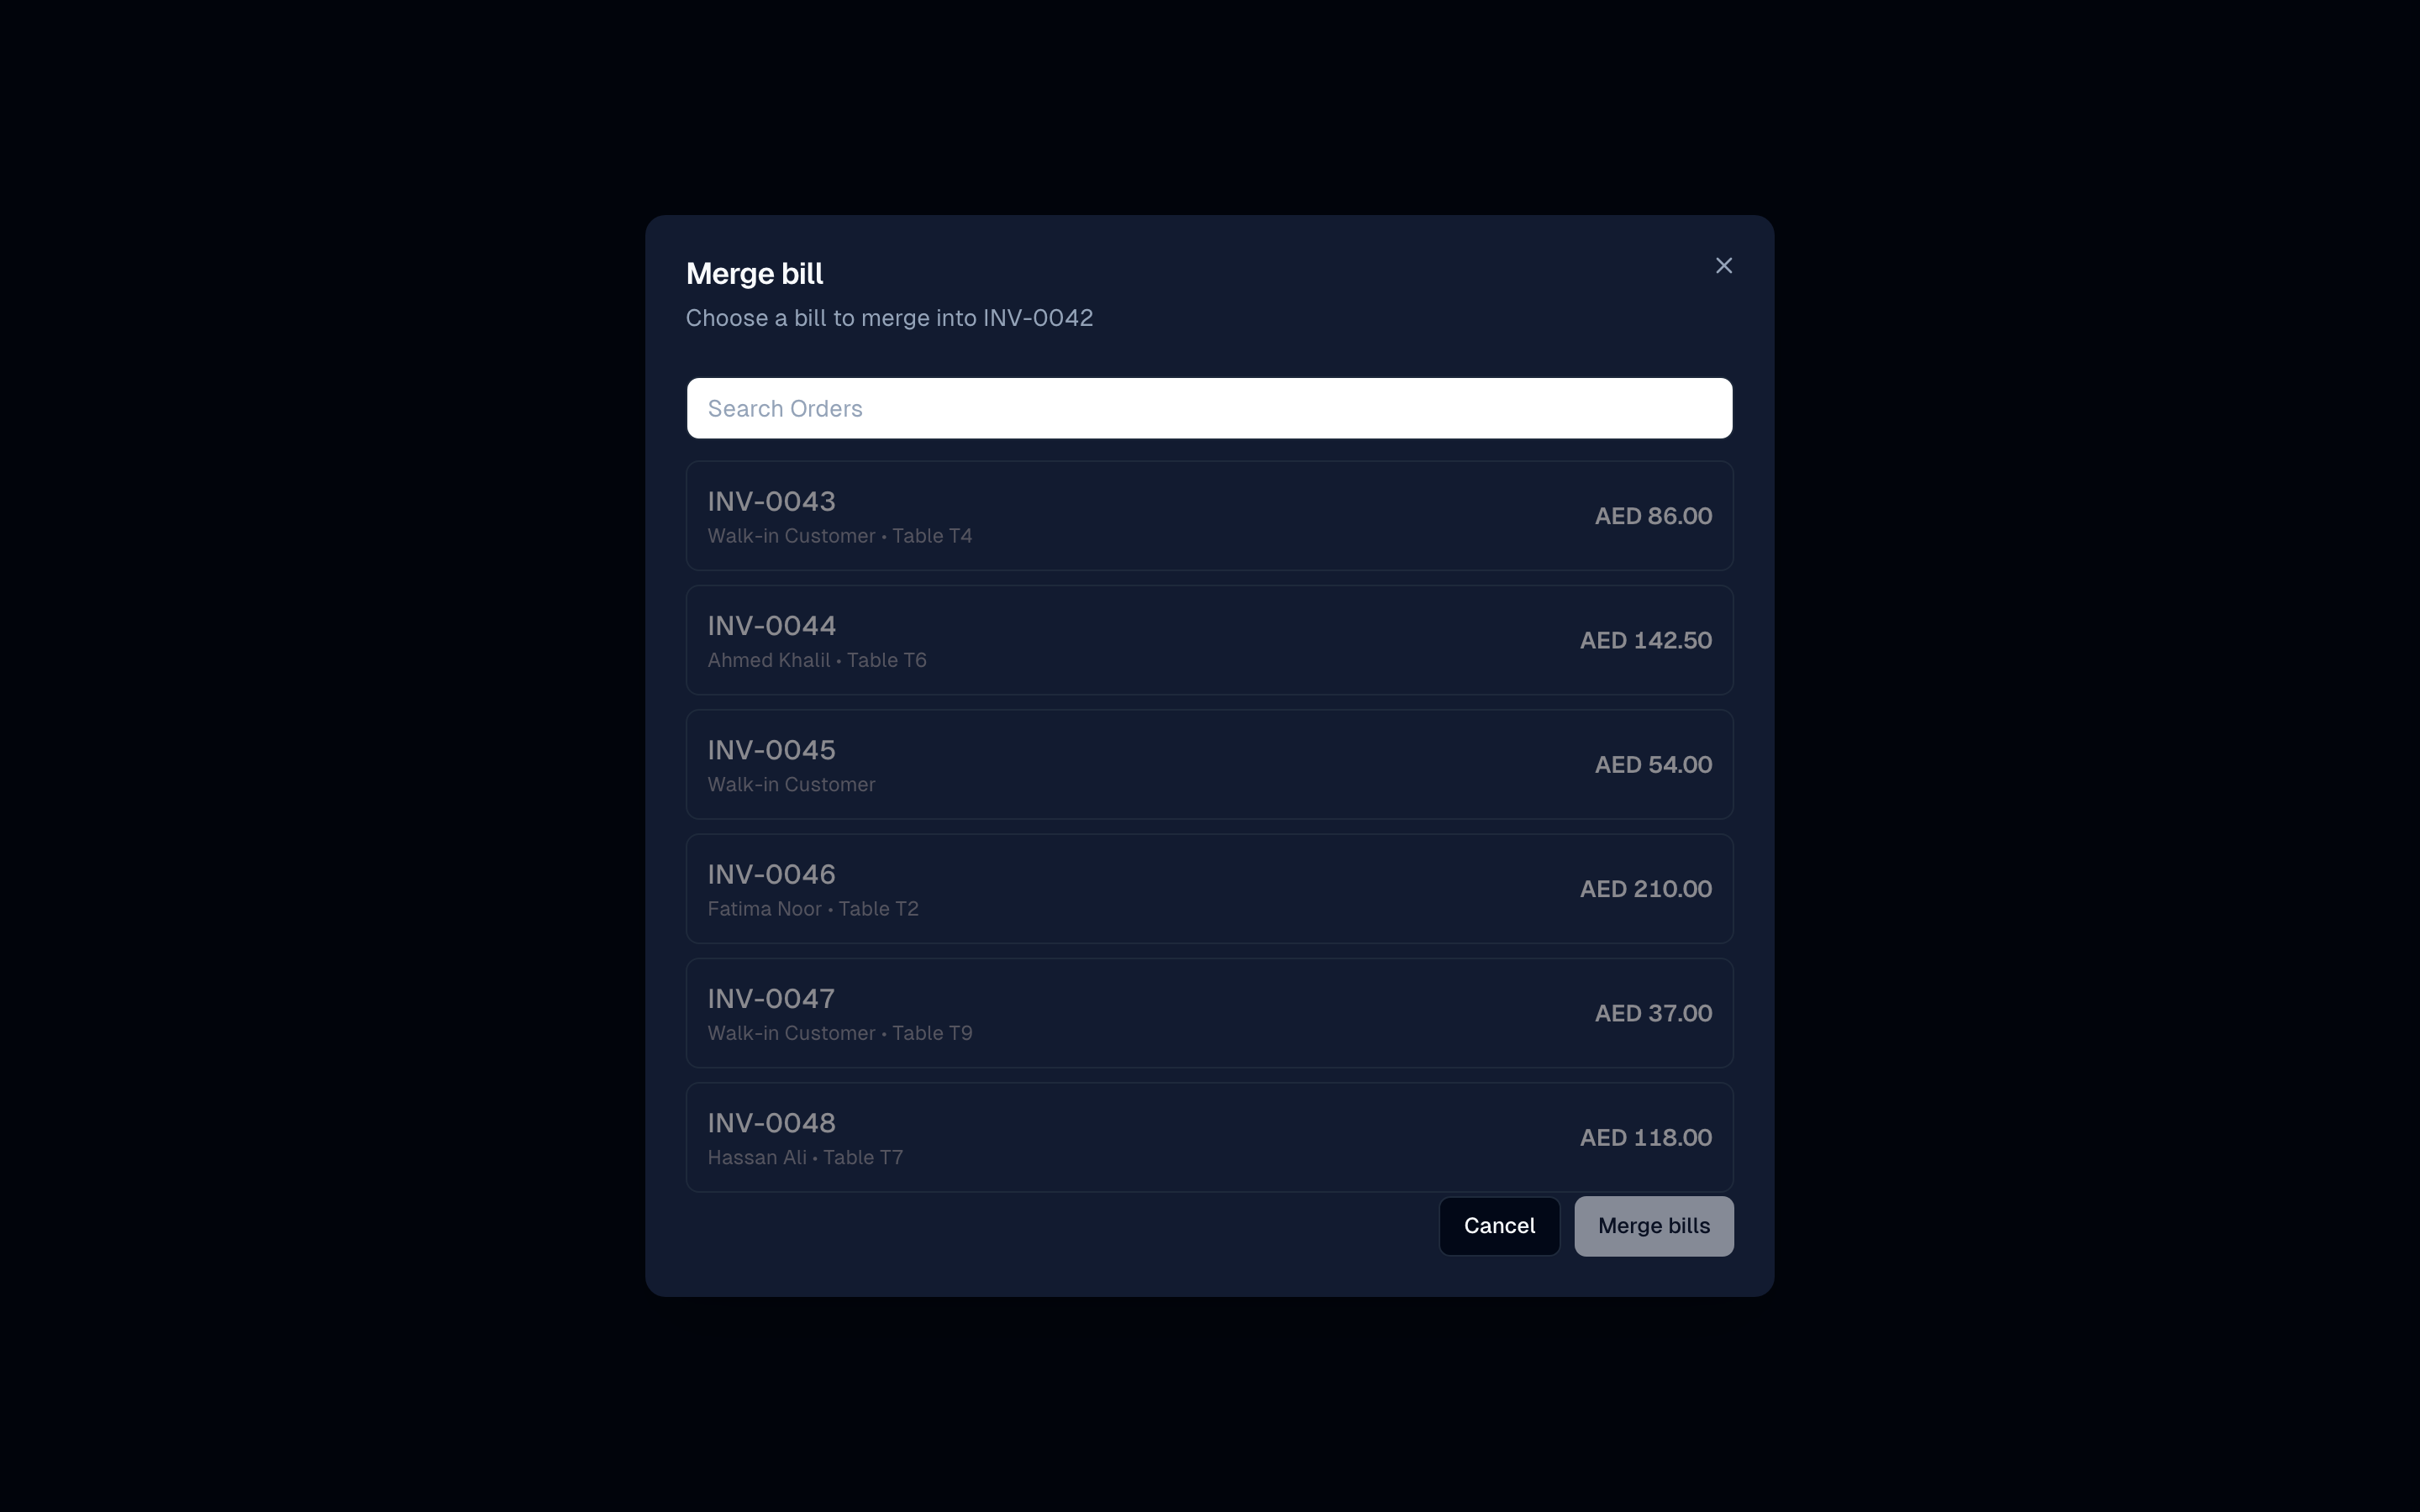 Merge bill
Choose a bill to merge into INV-0042
Search Orders
INV-0043
Walk-in Customer • Table T4
AED 86.00
INV-0044
Ahmed Khalil • Table T6
AED 142.50
INV-0045
Walk-in Customer
AED 54.00
INV-0046
Fatima Noor • Table T2
AED 210.00
INV-0047
Walk-in Customer • Table T9
AED 37.00
INV-0048
Hassan Ali • Table T7
AED 118.00
Cancel
Merge bills